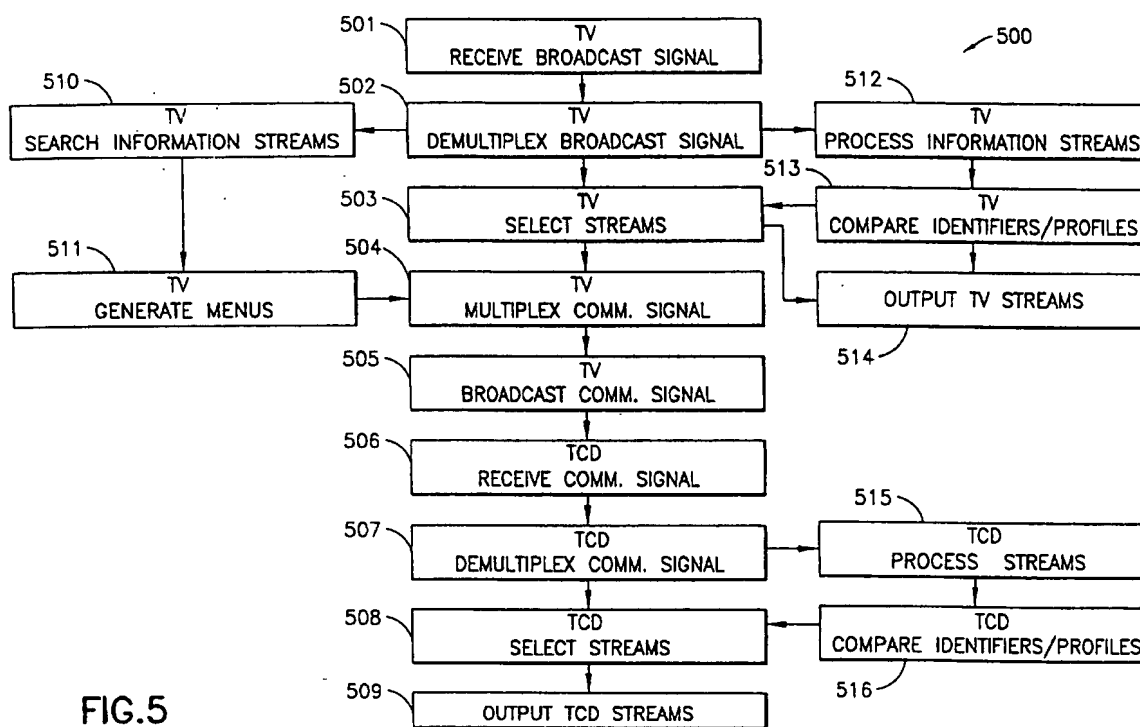 501
TV
RECEIVE BROADCAST SIGNAL
500
510
TV
SEARCH INFORMATION STREAMS
502
TV
DEMULTIPLEX BROADCAST SIGNAL
512
TV
PROCESS INFORMATION STREAMS
503
TV
SELECT STREAMS
513
TV
COMPARE IDENTIFIERS/PROFILES
511
TV
GENERATE MENUS
504
TV
MULTIPLEX COMM. SIGNAL
OUTPUT TV STREAMS
514
505
TV
BROADCAST COMM. SIGNAL
506
TCD
RECEIVE COMM. SIGNAL
507
TCD
DEMULTIPLEX COMM. SIGNAL
515
TCD
PROCESS STREAMS
508
TCD
SELECT STREAMS
TCD
COMPARE IDENTIFIERS/PROFILES
516
509
OUTPUT TCD STREAMS
FIG.5